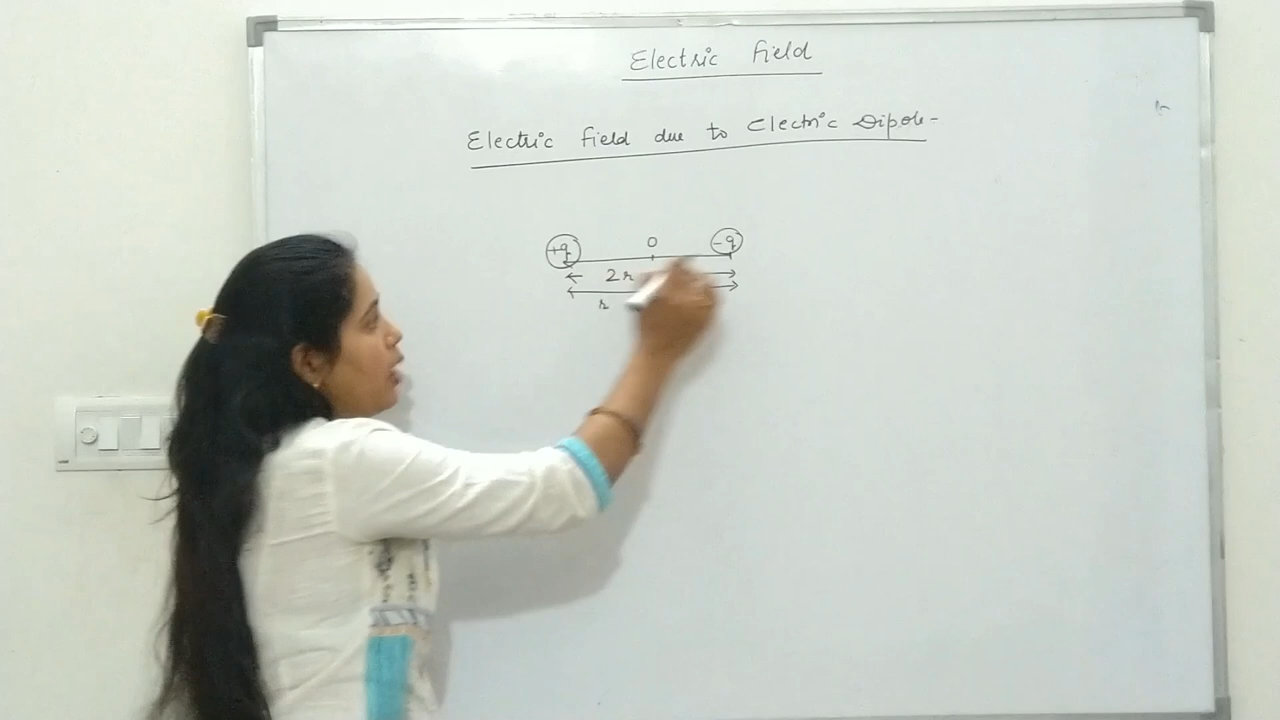 Electric field
Electric field due to Electric Dipole-
+q 0 -q
2r
r